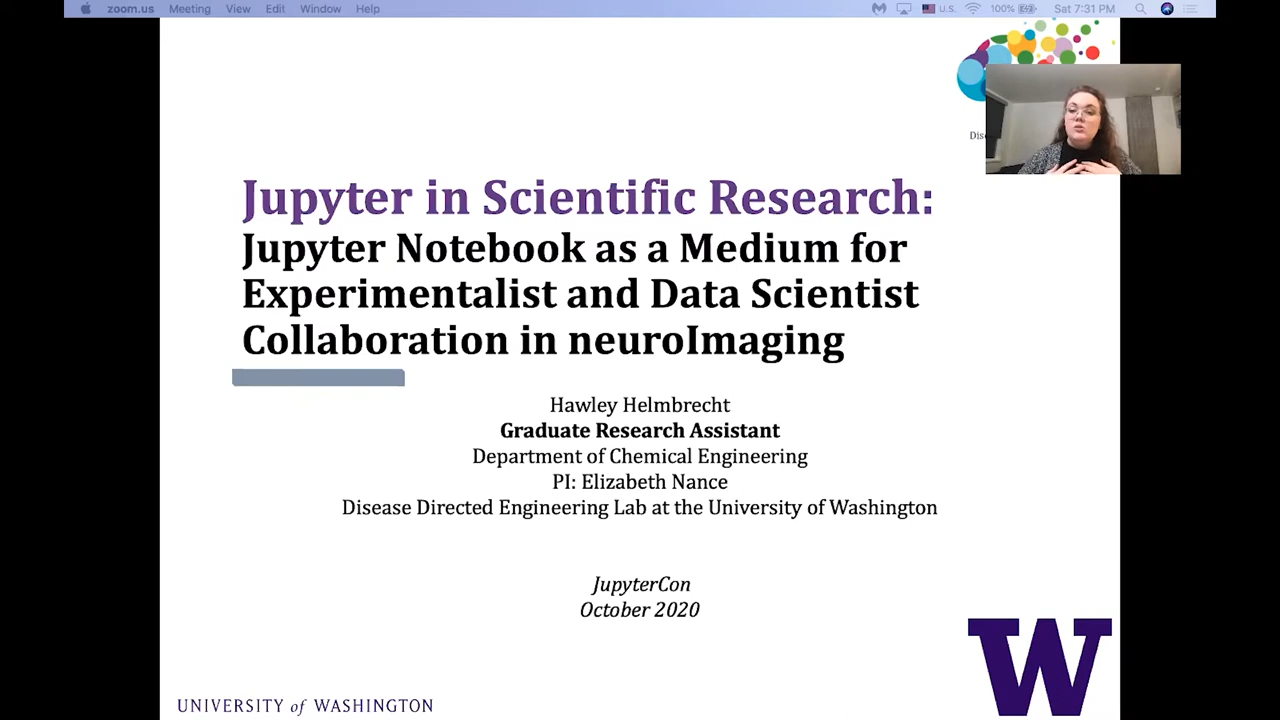 zoom.us Meeting View Edit Window Help U.S. 100% Sat 7:31 PM
Jupyter in Scientific Research:
Jupyter Notebook as a Medium for
Experimentalist and Data Scientist
Collaboration in neuroImaging
Hawley Helmbrecht
Graduate Research Assistant
Department of Chemical Engineering
PI: Elizabeth Nance
Disease Directed Engineering Lab at the University of Washington
JupyterCon
October 2020
W
UNIVERSITY of WASHINGTON